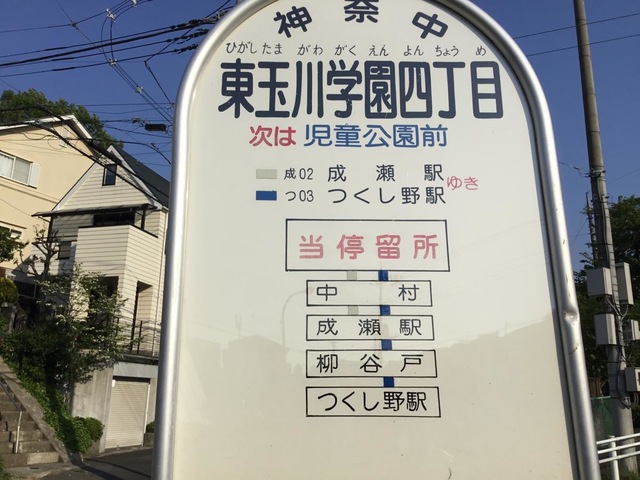 神奈中
ひがしたまがわがくえんよんちょうめ
東玉川学園四丁目
次は 児童公園前
成02 成瀬駅
つ03 つくし野駅
ゆき
当停留所
中村
成瀬駅
柳谷戸
つくし野駅